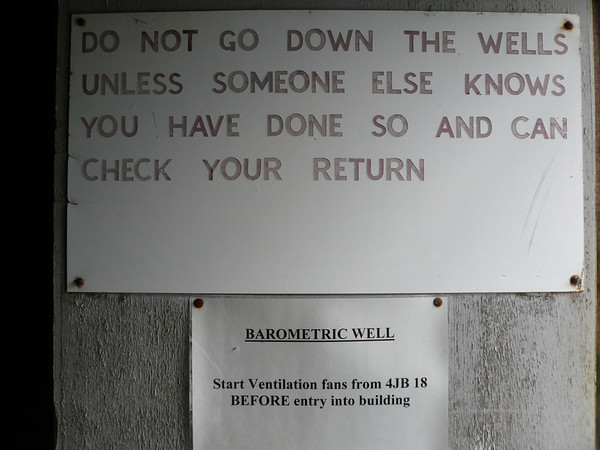 DO NOT GO DOWN THE WELLS
UNLESS SOMEONE ELSE KNOWS
YOU HAVE DONE SO AND CAN
CHECK YOUR RETURN
BAROMETRIC WELL
Start Ventilation fans from 4JB 18
BEFORE entry into building